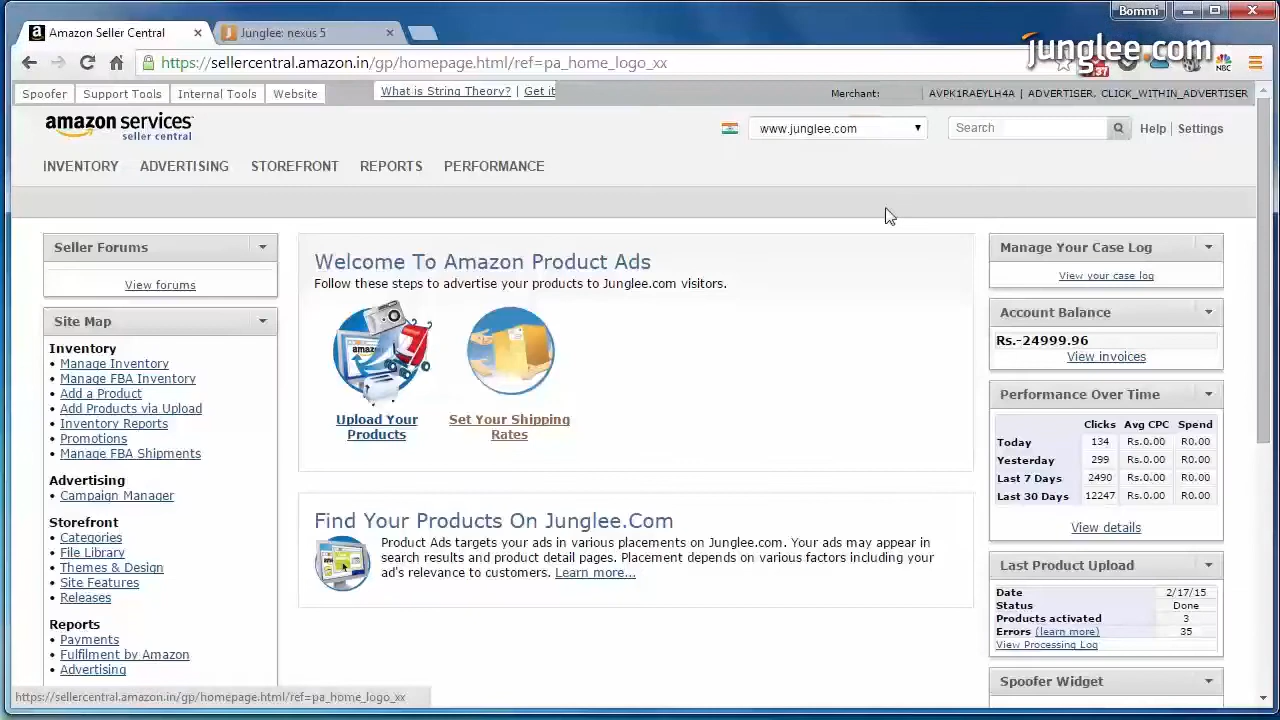 Bommi
Amazon Seller Central
Junglee: nexus 5
https://sellercentral.amazon.in/gp/homepage.html/ref=pa_home_logo_xx
junglee.com
NBC
Spoofer Support Tools Internal Tools Website
What is String Theory? | Get it
Merchant: AVPK1RAEYLH4A | ADVERTISER, CLICK_WITHIN_ADVERTISER
amazon services
seller central
www.junglee.com
Search
Help | Settings
INVENTORY ADVERTISING STOREFRONT REPORTS PERFORMANCE
Seller Forums
View forums
Site Map
Inventory
• Manage Inventory
• Manage FBA Inventory
• Add a Product
• Add Products via Upload
• Inventory Reports
• Promotions
• Manage FBA Shipments
Advertising
• Campaign Manager
Storefront
• Categories
• File Library
• Themes & Design
• Site Features
• Releases
Reports
• Payments
• Fulfilment by Amazon
• Advertising
Welcome To Amazon Product Ads
Follow these steps to advertise your products to Junglee.com visitors.
amazon
Upload Your
Products
Set Your Shipping
Rates
Find Your Products On Junglee.Com
Product Ads targets your ads in various placements on Junglee.com. Your ads may appear in
search results and product detail pages. Placement depends on various factors including your
ad's relevance to customers. Learn more...
Manage Your Case Log
View your case log
Account Balance
Rs.-24999.96
View invoices
Performance Over Time
Clicks Avg CPC Spend
Today 134 Rs.0.00 R0.00
Yesterday 299 Rs.0.00 R0.00
Last 7 Days 2490 Rs.0.00 R0.00
Last 30 Days 12247 Rs.0.00 R0.00
View details
Last Product Upload
Date 2/17/15
Status Done
Products activated 3
Errors (learn more) 35
View Processing Log
Spoofer Widget
https://sellercentral.amazon.in/gp/homepage.html/ref=pa_home_logo_xx